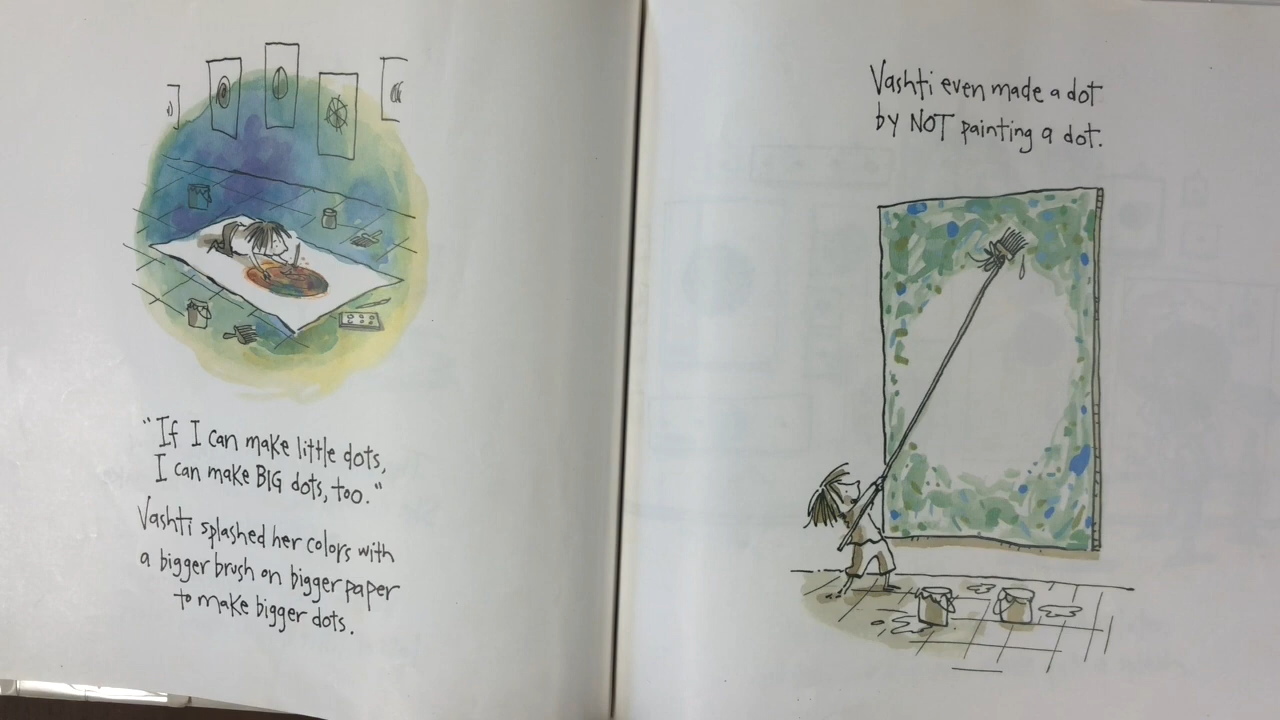 "If I can make little dots,
I can make BIG dots, too."
Vashti splashed her colors with
a bigger brush on bigger paper
to make bigger dots.
Vashti even made a dot
by NOT painting a dot.